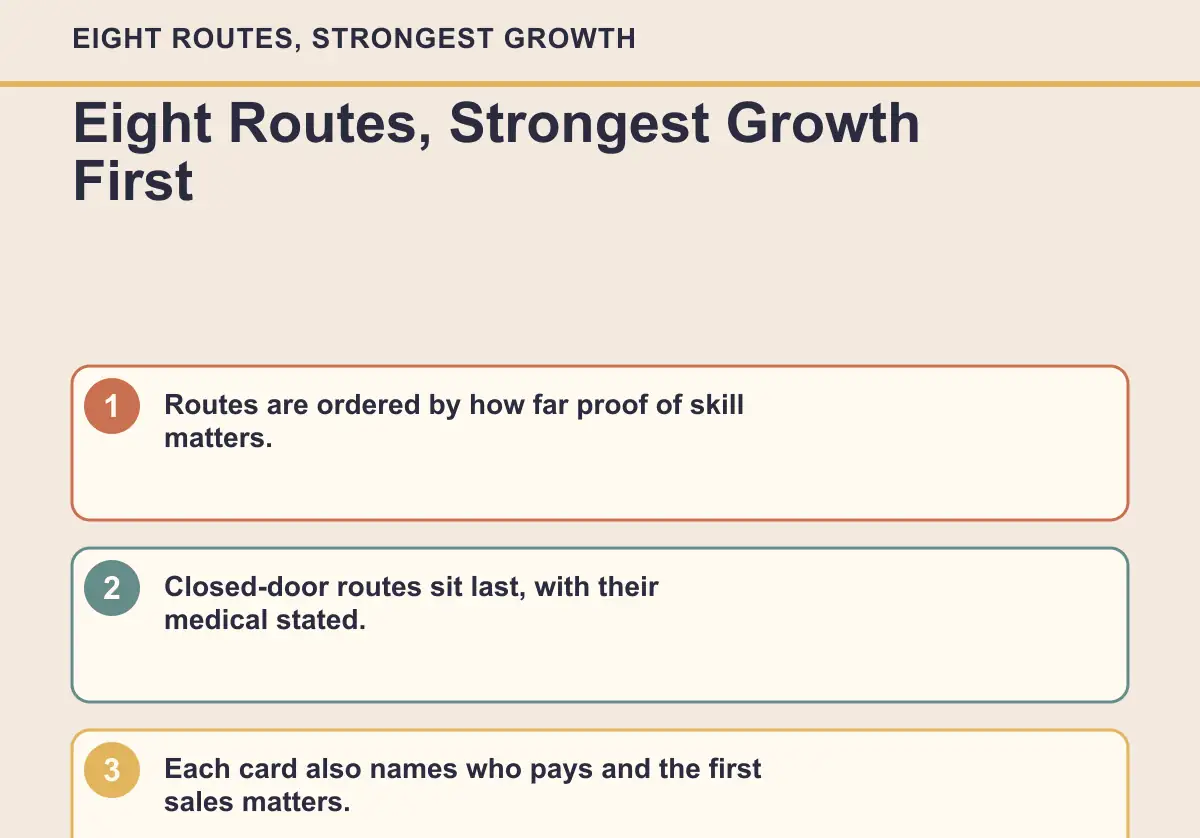 EIGHT ROUTES, STRONGEST GROWTH
Eight Routes, Strongest Growth
First
1
Routes are ordered by how far proof of skill
matters.
2
Closed-door routes sit last, with their
medical stated.
3
Each card also names who pays and the first
sales matters.